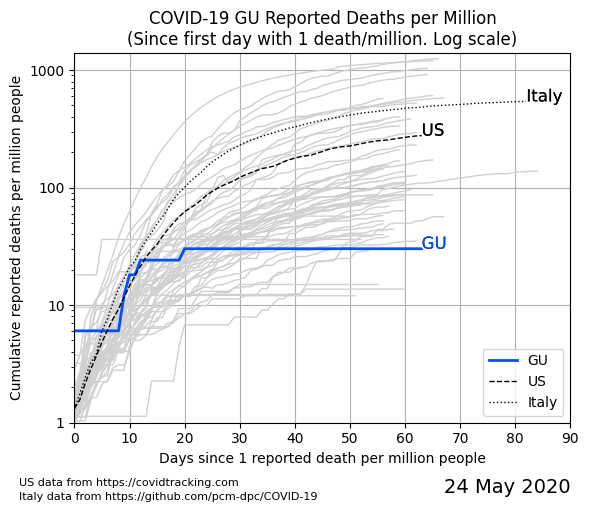 COVID-19 GU Reported Deaths per Million
(Since first day with 1 death/million. Log scale)
Cumulative reported deaths per million people
1000
100
10
1
Italy
US
GU
GU
US
Italy
0 10 20 30 40 50 60 70 80 90
Days since 1 reported death per million people
US data from https://covidtracking.com
Italy data from https://github.com/pcm-dpc/COVID-19
24 May 2020